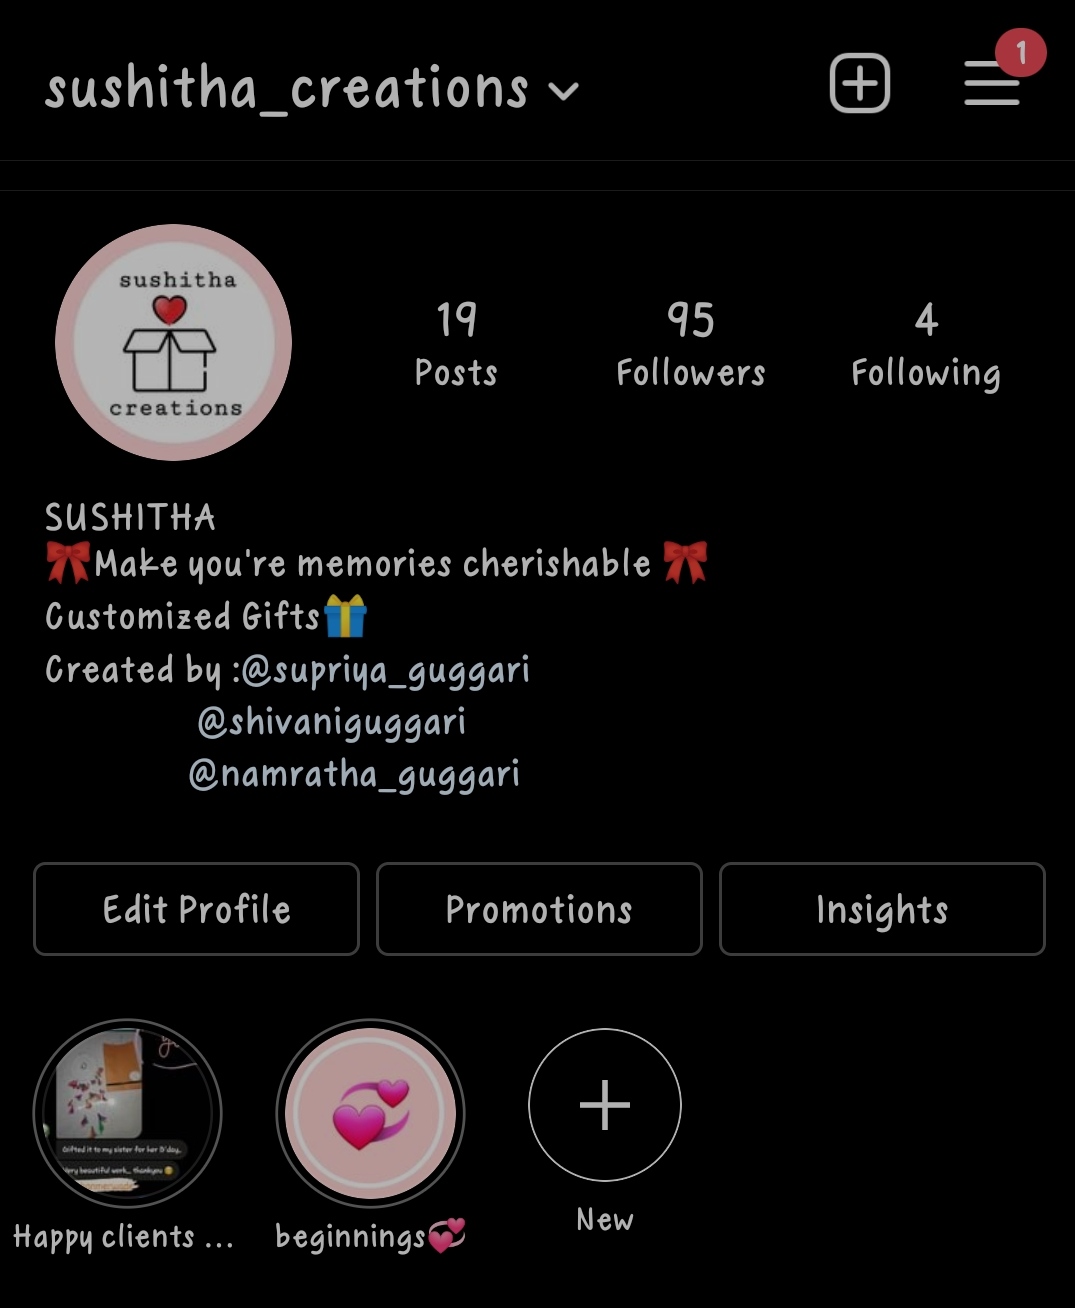 sushitha_creations
1
sushitha
creations
19 95 4
Posts Followers Following
SUSHITHA
🎀Make you're memories cherishable 🎀
Customized Gifts🎁
Created by :@supriya_guggari
@shivaniguggari
@namratha_guggari
Edit Profile Promotions Insights
Gifted it to my sister for her B'day,
Very beautiful work,, thankyou 😊
Happy clients ... beginnings💞 New